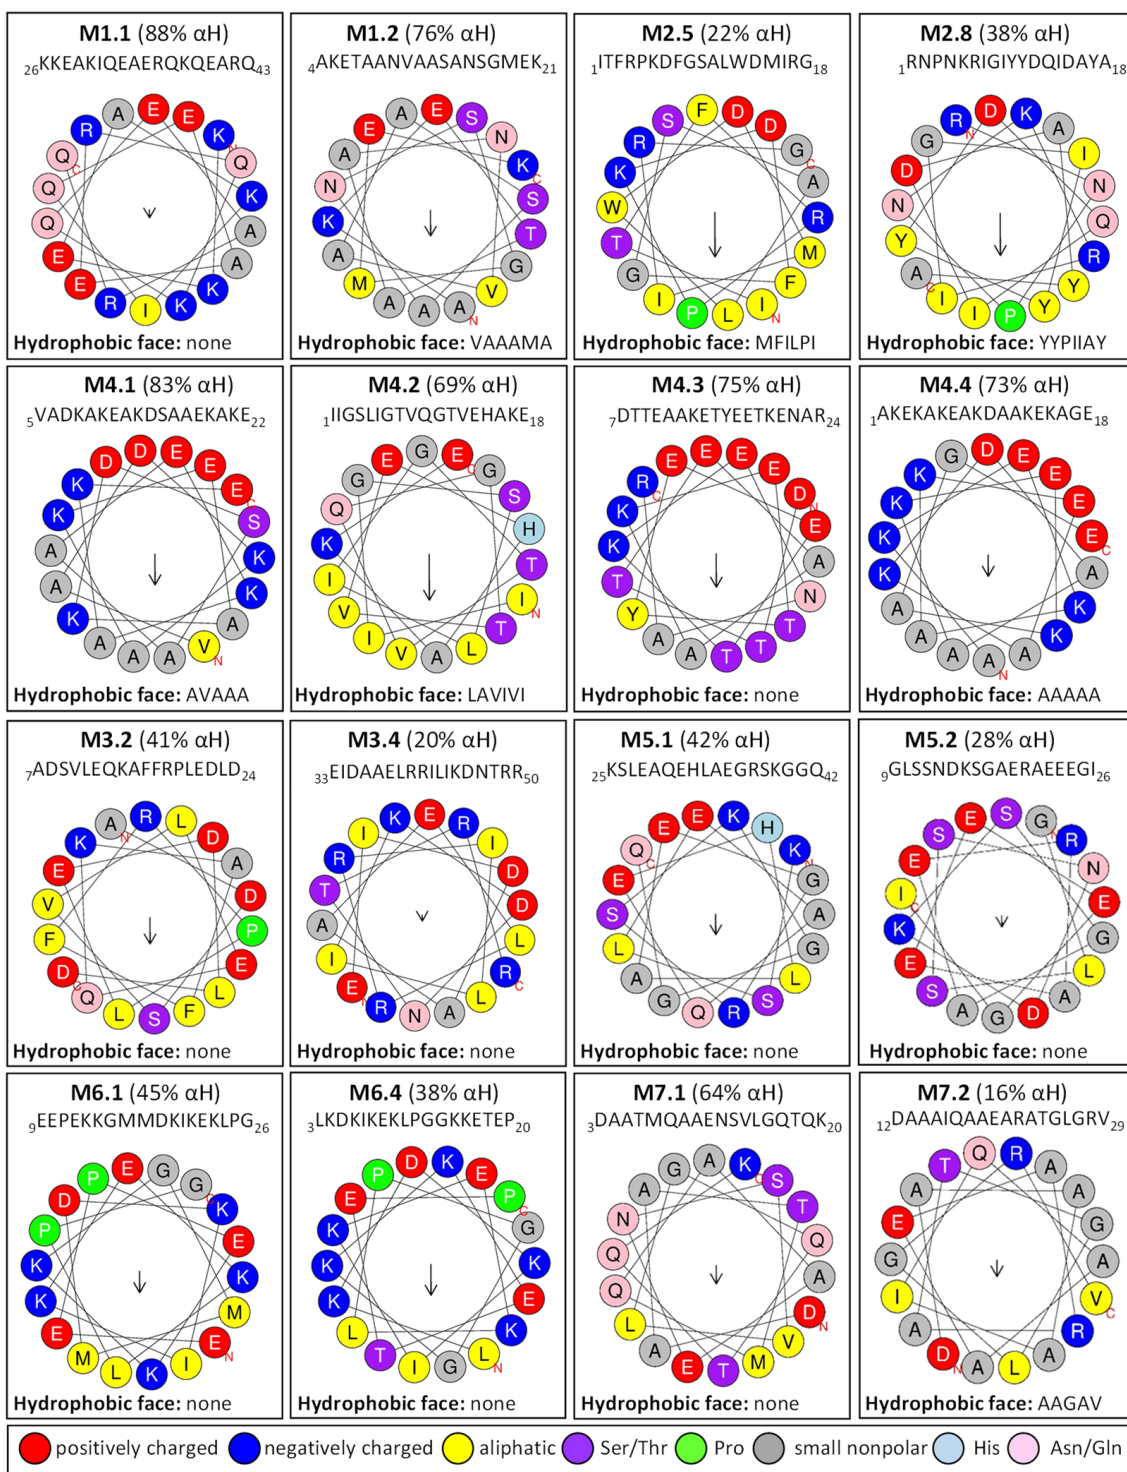 M1.1 (88% αH)
26KKEAKIQEAERQKQEARQ43
Hydrophobic face: none
M1.2 (76% αH)
4AKETAANVAASANSGMEK21
Hydrophobic face: VAAAMA
M2.5 (22% αH)
1ITFRPKDFGSALWDMIRG18
Hydrophobic face: MFILPI
M2.8 (38% αH)
1RNPNKRIGIYYDQIDAYA18
Hydrophobic face: YYPIIAY
M4.1 (83% αH)
5VADKAKEAKDSAAEKAKE22
Hydrophobic face: AVAAA
M4.2 (69% αH)
1IIGSLIGTVQGTVEHAKE18
Hydrophobic face: LAVIVI
M4.3 (75% αH)
7DTTEAAKETYEETKENAR24
Hydrophobic face: none
M4.4 (73% αH)
1AKEKAKEAKDAAKEKAGE18
Hydrophobic face: AAAAA
M3.2 (41% αH)
7ADSVLEQKAFFRPLEDLD24
Hydrophobic face: none
M3.4 (20% αH)
33EIDAAELRRILIKDNTRR50
Hydrophobic face: none
M5.1 (42% αH)
25KSLEAQEHLAEGRSKGGQ42
Hydrophobic face: none
M5.2 (28% αH)
9GLSSNDKSGAERAEEEGI26
Hydrophobic face: none
M6.1 (45% αH)
9EEPEKKGMMDKIKEKLPG26
Hydrophobic face: none
M6.4 (38% αH)
3LKDKIKEKLPGGKKETEP20
Hydrophobic face: none
M7.1 (64% αH)
3DAATMQAAENSVLGQTQK20
Hydrophobic face: none
M7.2 (16% αH)
12DAAAIQAAEARATGLGRV29
Hydrophobic face: AAGAV
positively charged negatively charged aliphatic Ser/Thr Pro small nonpolar His Asn/Gln